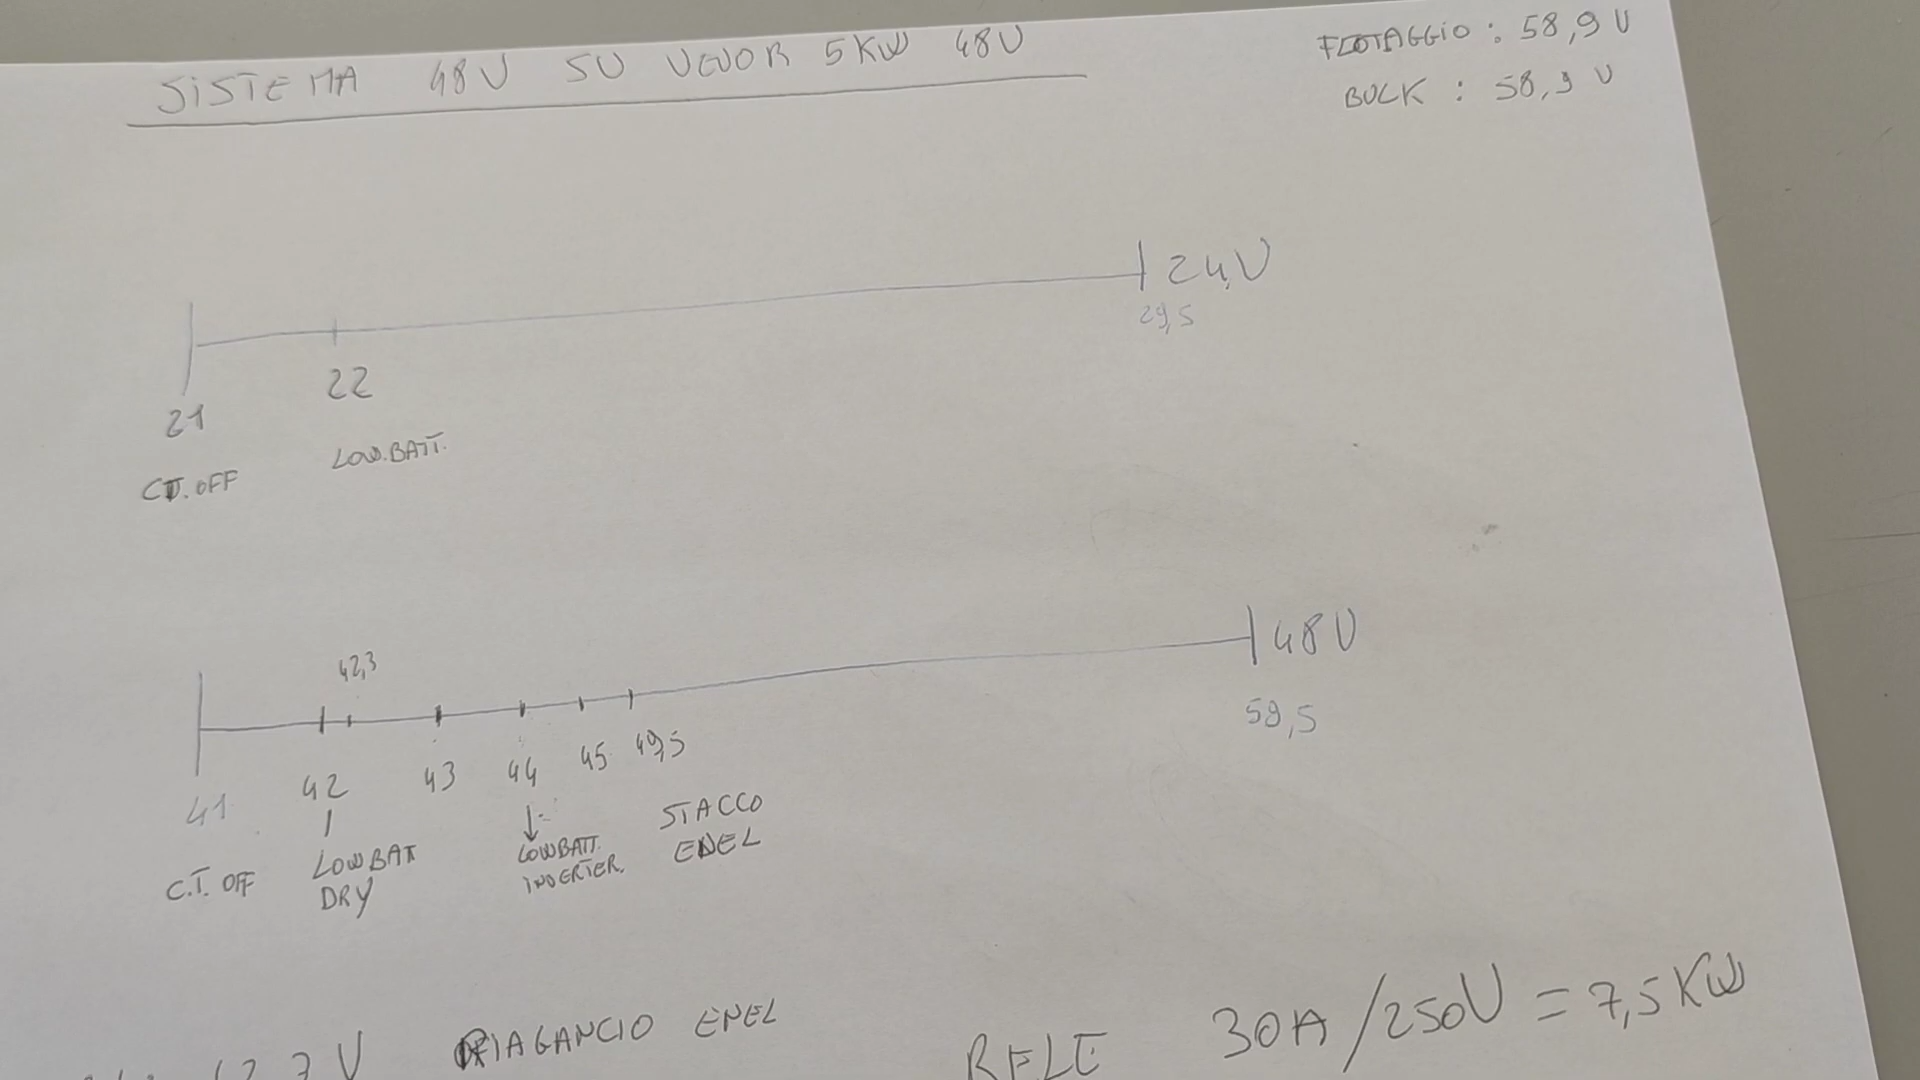 SISTEMA 48V SU VEVOR 5KW 48V
FLOTAGGIO : 58,9 V
BULK : 58,9 V
24V
29,5
22
21
LOW.BATT.
CT.OFF
48V
42,3
59,5
41 42 43 44 45 49,5
C.T. OFF
LOWBAT
DRY
LOWBATT.
INVERTER.
STACCO
ENEL
RIAGANCIO ENEL
RELE 30A/250V = 7,5KW